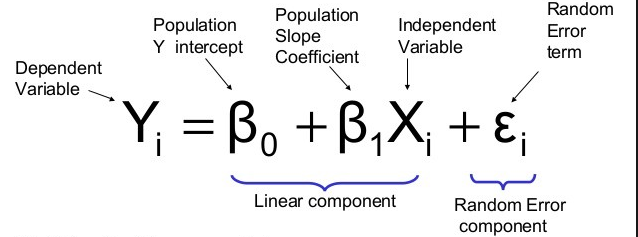 Population
Y intercept
Population
Slope
Coefficient
Independent
Variable
Random
Error
term
Dependent
Variable
Yᵢ = β₀ + β₁Xᵢ + εᵢ
Linear component
Random Error
component